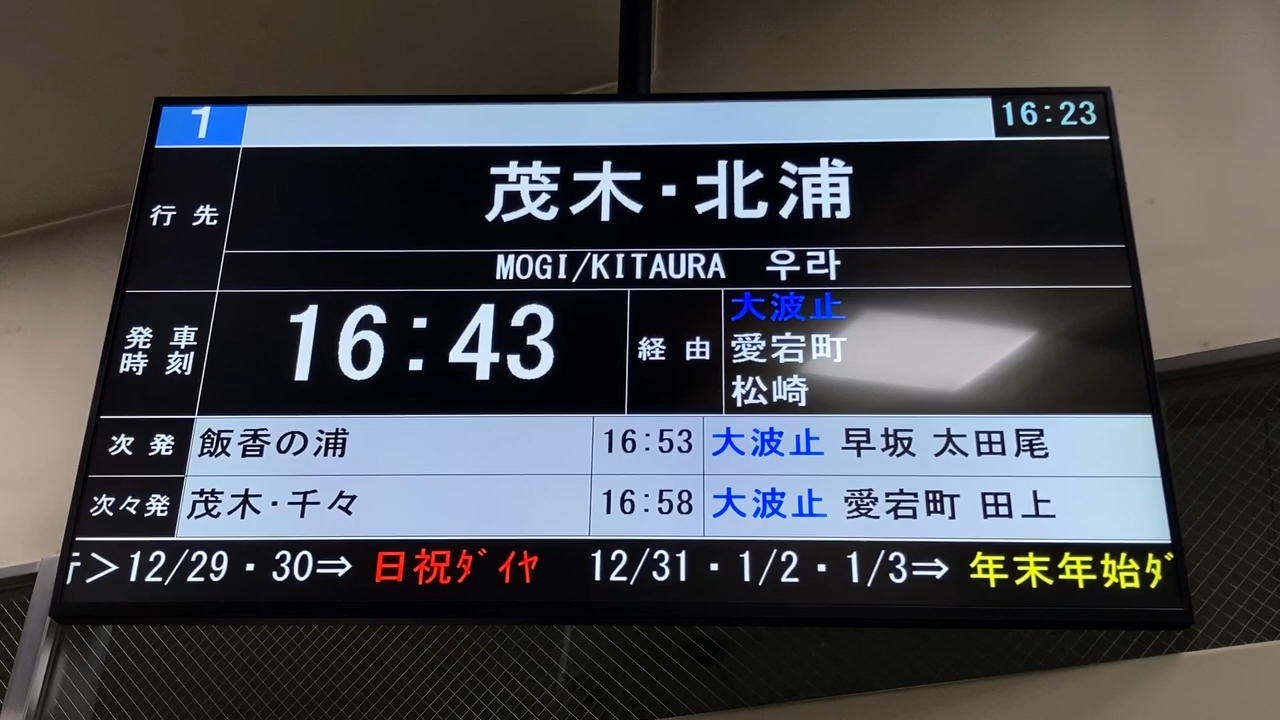 1 16:23
行先 茂木・北浦
MOGI/KITAURA 우라
発車時刻 16:43 経由 大波止
愛宕町
松崎
次発 飯香の浦 16:53 大波止 早坂 太田尾
次々発 茂木・千々 16:58 大波止 愛宕町 田上
>12/29・30⇒ 日祝ﾀﾞｲﾔ 12/31・1/2・1/3⇒ 年末年始ﾀﾞ